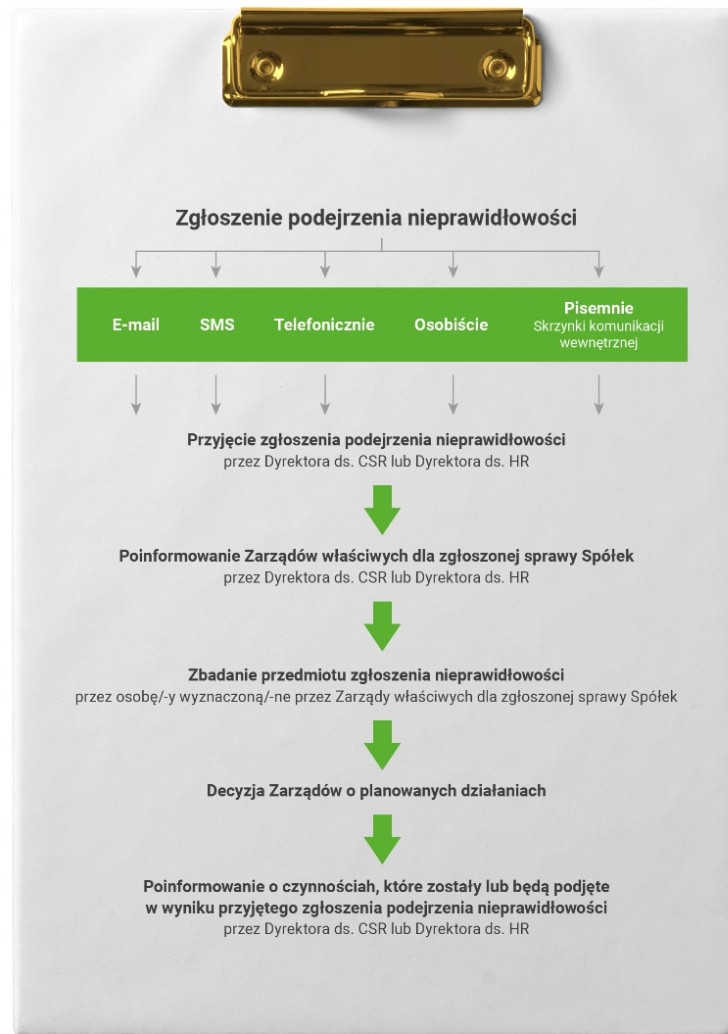 Zgłoszenie podejrzenia nieprawidłowości
E-mail
SMS
Telefonicznie
Osobiście
Pisemnie
Skrzynki komunikacji
wewnętrznej
Przyjęcie zgłoszenia podejrzenia nieprawidłowości
przez Dyrektora ds. CSR lub Dyrektora ds. HR
Poinformowanie Zarządów właściwych dla zgłoszonej sprawy Spółek
przez Dyrektora ds. CSR lub Dyrektora ds. HR
Zbadanie przedmiotu zgłoszenia nieprawidłowości
przez osobę/-y wyznaczoną/-ne przez Zarządy właściwych dla zgłoszonej sprawy Spółek
Decyzja Zarządów o planowanych działaniach
Poinformowanie o czynnościah, które zostały lub będą podjęte
w wyniku przyjętego zgłoszenia podejrzenia nieprawidłowości
przez Dyrektora ds. CSR lub Dyrektora ds. HR